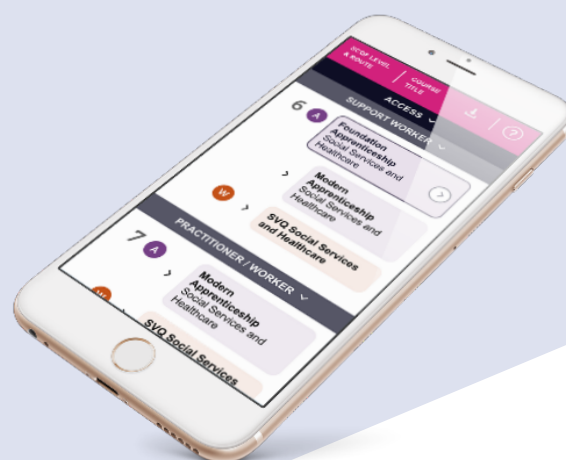 SCQF LEVEL
& ROUTE
COURSE
TITLE
ACCESS
SUPPORT WORKER
6
A
Foundation
Apprenticeship
Social Services and
Healthcare
Modern
Apprenticeship
Social Services and
Healthcare
W
SVQ Social Services
and Healthcare
PRACTITIONER / WORKER
7
A
Modern
Apprenticeship
Social Services and
Healthcare
W
SVQ Social Services